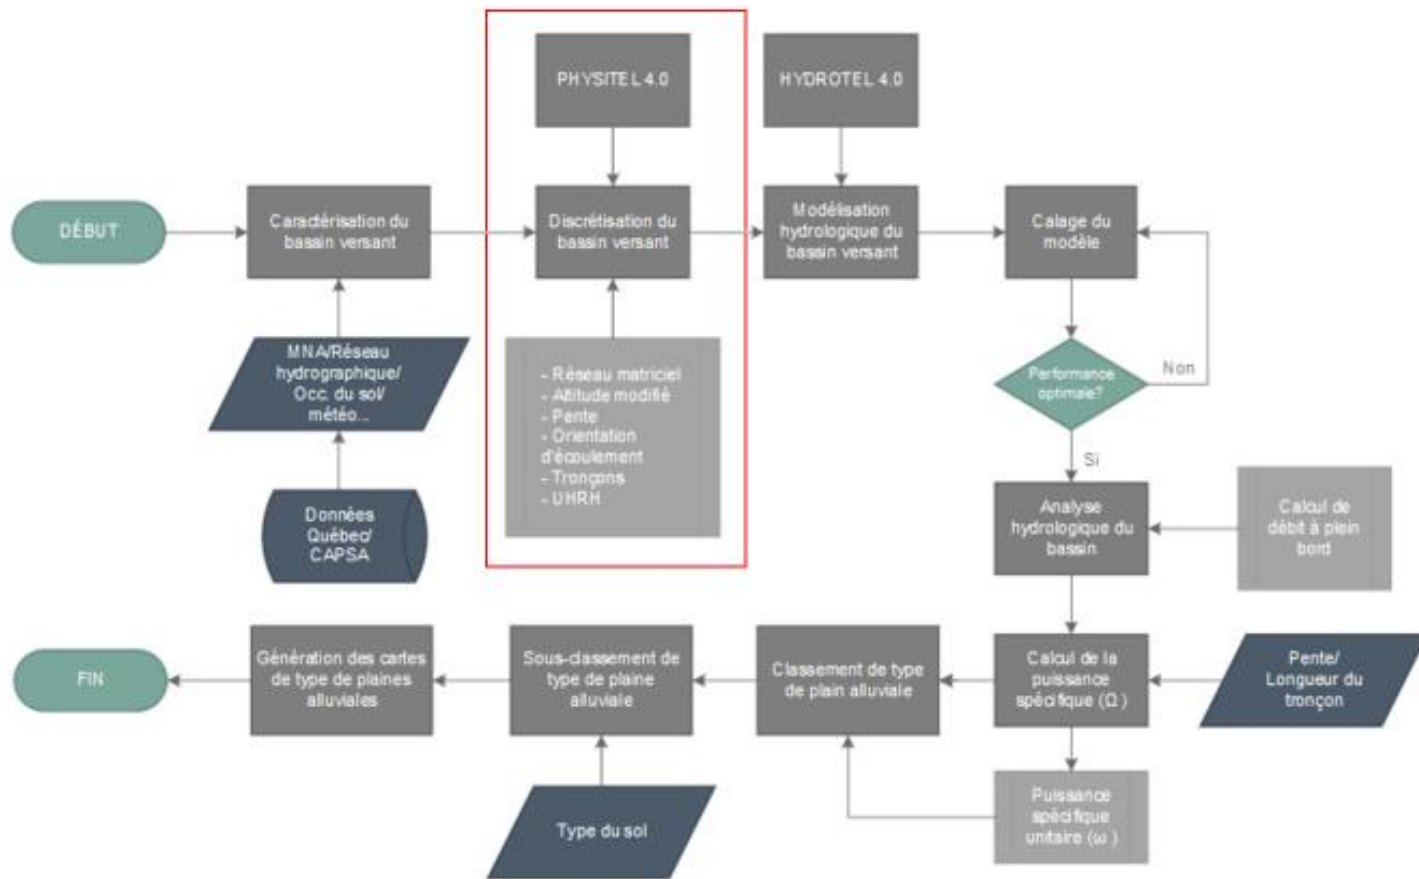 PHYSITEL 4.0
HYDROTEL 4.0
DÉBUT
Caractérisation du
bassin versant
Discrétisation du
bassin versant
Modélisation
hydrologique du
bassin versant
Calage du
modèle
MNA/Réseau
hydrographique/
Occ. du sol/
météo...
Données
Québec/
CAPSA
- Réseau matriciel
- Altitude modifié
- Pente
- Orientation
d'écoulement
- Tronçons
- UHRH
Performance
optimale?
Non
Si
Analyse
hydrologique du
bassin
Calcul de
débit à plein
bord
Calcul de la
puissance
spécifique (Ω )
Pente/
Longueur du
tronçon
Puissance
spécifique
unitaire (ω )
Classement de type
de plain alluviale
Sous-classement de
type de plaine
alluviale
Type du sol
Génération des cartes
de type de plaines
alluviales
FIN